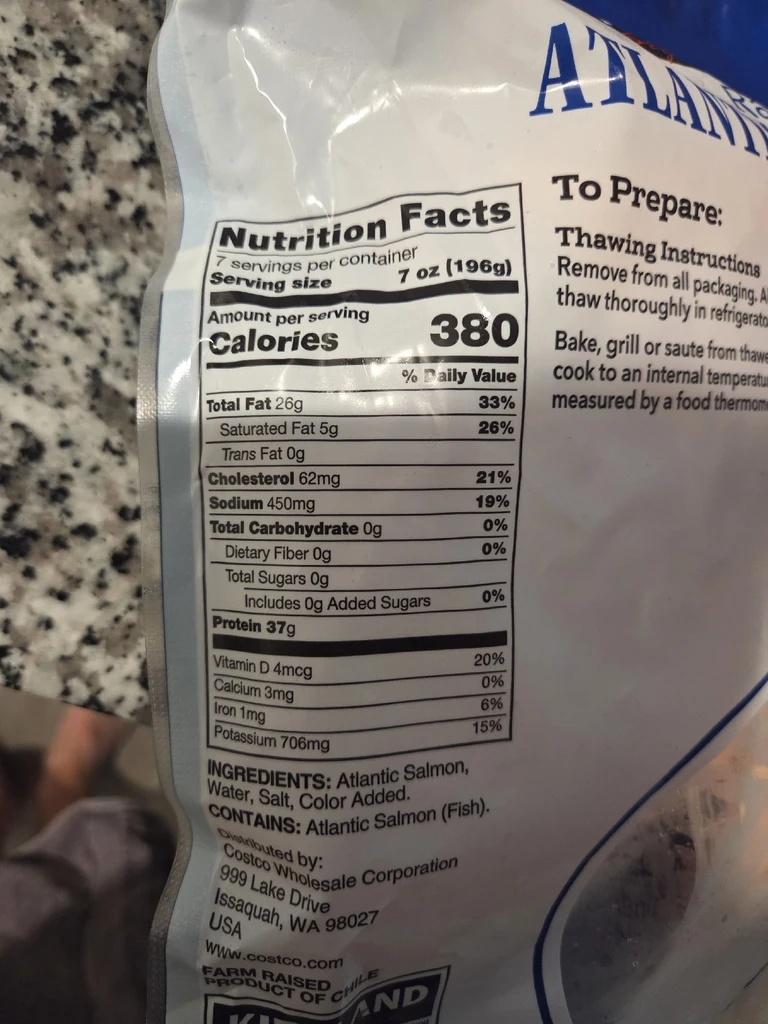 ATLANTI
Nutrition Facts
7 servings per container
Serving size 7 oz (196g)
Amount per serving
Calories 380
% Daily Value
Total Fat 26g 33%
Saturated Fat 5g 26%
Trans Fat 0g
Cholesterol 62mg 21%
Sodium 450mg 19%
Total Carbohydrate 0g 0%
Dietary Fiber 0g 0%
Total Sugars 0g
Includes 0g Added Sugars 0%
Protein 37g
Vitamin D 4mcg 20%
Calcium 3mg 0%
Iron 1mg 6%
Potassium 706mg 15%
INGREDIENTS: Atlantic Salmon,
Water, Salt, Color Added.
CONTAINS: Atlantic Salmon (Fish).
Distributed by:
Costco Wholesale Corporation
999 Lake Drive
Issaquah, WA 98027
USA
www.costco.com
FARM RAISED
PRODUCT OF CHILE
To Prepare:
Thawing Instructions
Remove from all packaging.
thaw thoroughly in refrigerato
Bake, grill or saute from thawe
cook to an internal temperatu
measured by a food thermom